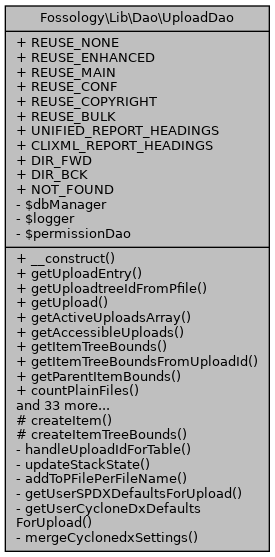 Fossology\Lib\Dao\UploadDao
+ REUSE_NONE
+ REUSE_ENHANCED
+ REUSE_MAIN
+ REUSE_CONF
+ REUSE_COPYRIGHT
+ REUSE_BULK
+ UNIFIED_REPORT_HEADINGS
+ CLIXML_REPORT_HEADINGS
+ DIR_FWD
+ DIR_BCK
+ NOT_FOUND
- $dbManager
- $logger
- $permissionDao
+ __construct()
+ getUploadEntry()
+ getUploadtreeIdFromPfile()
+ getUpload()
+ getActiveUploadsArray()
+ getAccessibleUploads()
+ getItemTreeBounds()
+ getItemTreeBoundsFromUploadId()
+ getParentItemBounds()
+ countPlainFiles()
and 33 more...
# createItem()
# createItemTreeBounds()
- handleUploadIdForTable()
- updateStackState()
- addToPFilePerFileName()
- getUserSPDXDefaultsForUpload()
- getUserCycloneDxDefaults
ForUpload()
- mergeCyclonedxSettings()